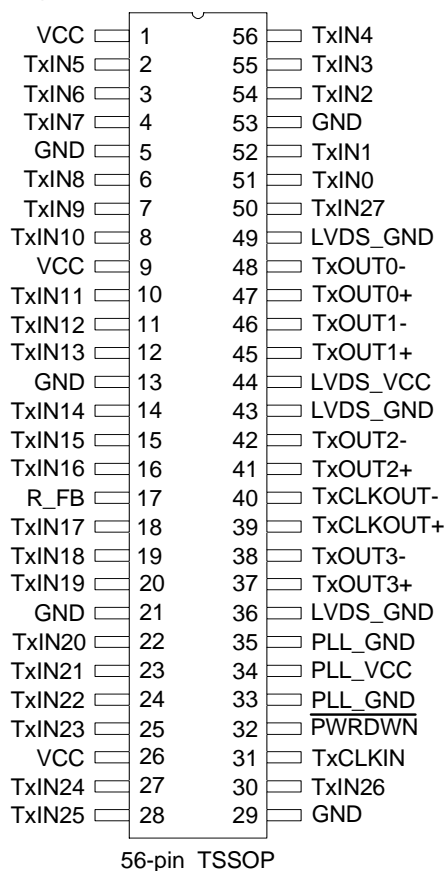 VCC 1 56 TxIN4
TxIN5 2 55 TxIN3
TxIN6 3 54 TxIN2
TxIN7 4 53 GND
GND 5 52 TxIN1
TxIN8 6 51 TxIN0
TxIN9 7 50 TxIN27
TxIN10 8 49 LVDS_GND
VCC 9 48 TxOUT0-
TxIN11 10 47 TxOUT0+
TxIN12 11 46 TxOUT1-
TxIN13 12 45 TxOUT1+
GND 13 44 LVDS_VCC
TxIN14 14 43 LVDS_GND
TxIN15 15 42 TxOUT2-
TxIN16 16 41 TxOUT2+
R_FB 17 40 TxCLKOUT-
TxIN17 18 39 TxCLKOUT+
TxIN18 19 38 TxOUT3-
TxIN19 20 37 TxOUT3+
GND 21 36 LVDS_GND
TxIN20 22 35 PLL_GND
TxIN21 23 34 PLL_VCC
TxIN22 24 33 PLL_GND
TxIN23 25 32 PWRDWN
VCC 26 31 TxCLKIN
TxIN24 27 30 TxIN26
TxIN25 28 29 GND
56-pin TSSOP